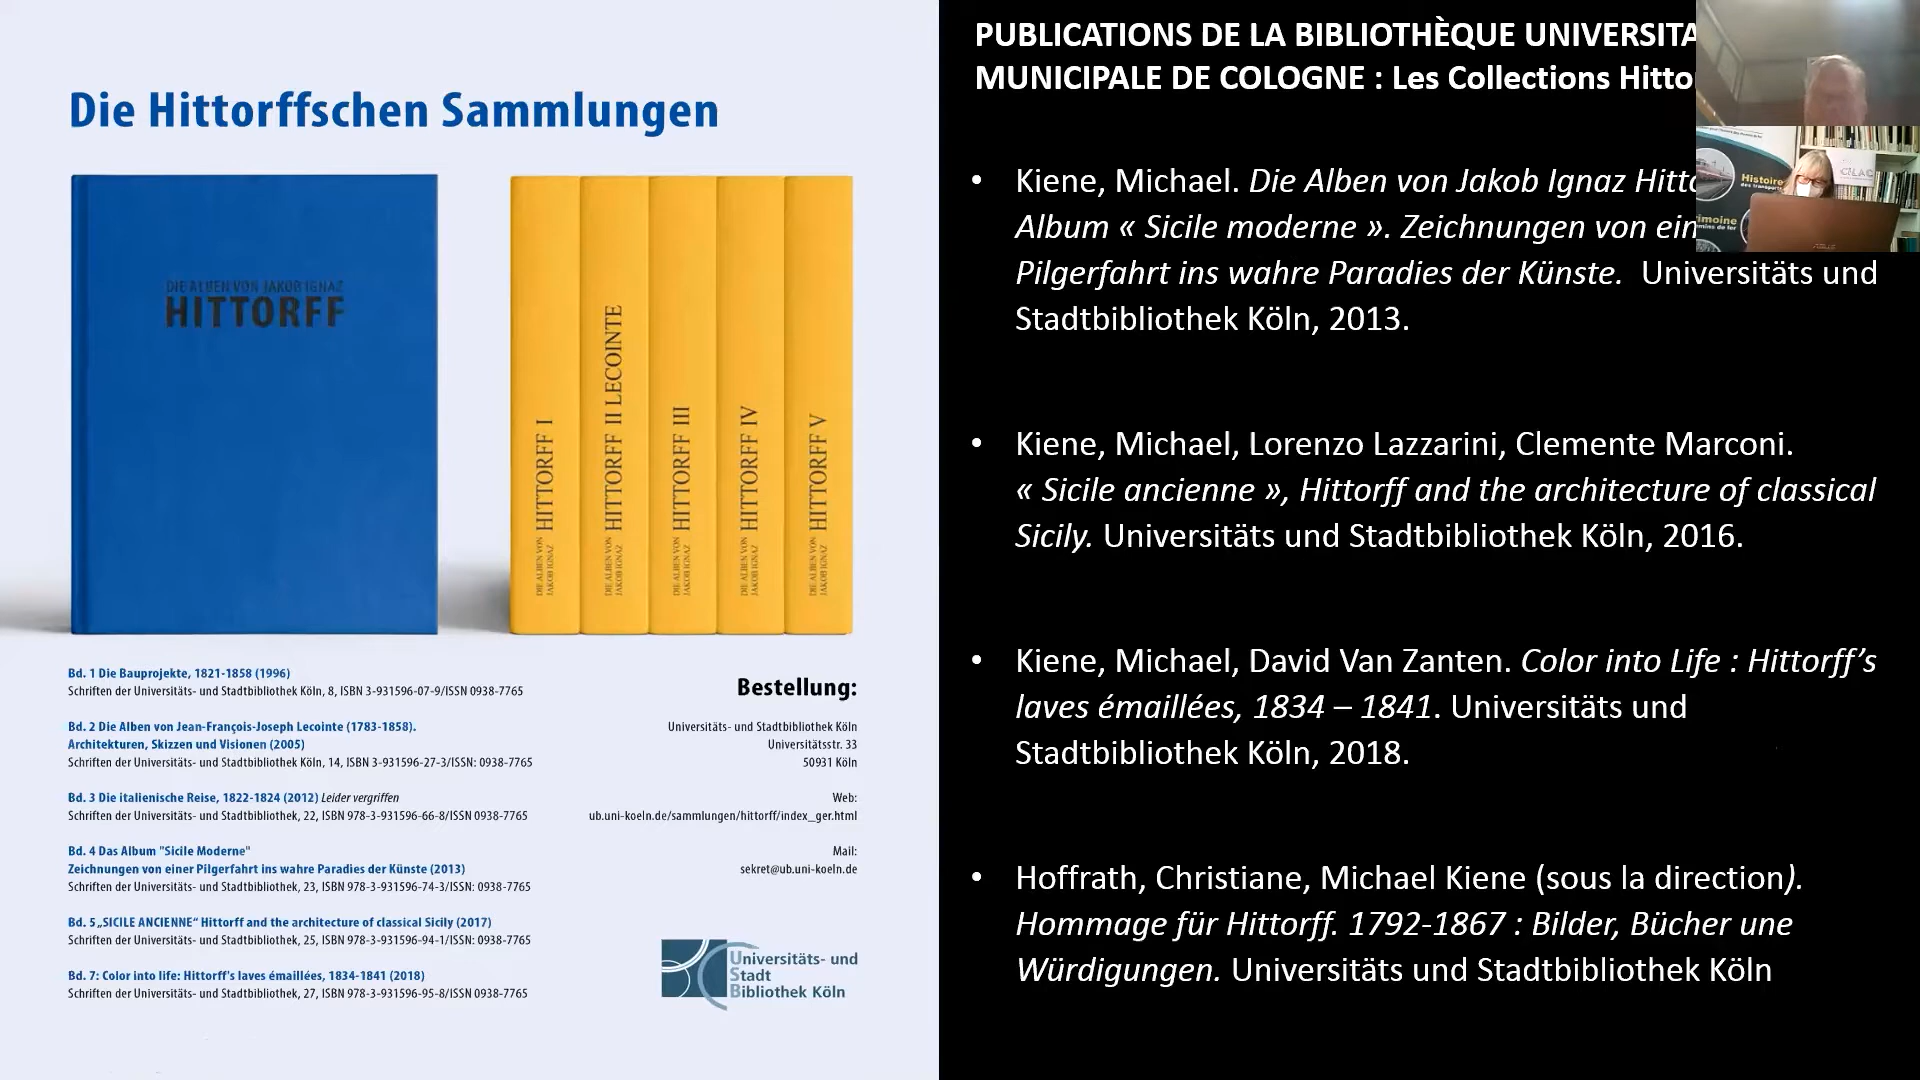 Die Hittorffschen Sammlungen
DIE ALBEN VON JAKOB IGNAZ
HITTORFF
DIE ALBEN VON
JAKOB IGNAZ
HITTORFF I
DIE ALBEN VON
JAKOB IGNAZ
HITTORFF II LECOINTE
DIE ALBEN VON
JAKOB IGNAZ
HITTORFF III
DIE ALBEN VON
JAKOB IGNAZ
HITTORFF IV
DIE ALBEN VON
JAKOB IGNAZ
HITTORFF V
Bd. 1 Die Bauprojekte, 1821-1858 (1996)
Schriften der Universitäts- und Stadtbibliothek Köln, 8, ISBN 3-931596-07-9/ISSN 0938-7765
Bd. 2 Die Alben von Jean-François-Joseph Lecointe (1783-1858).
Architekturen, Skizzen und Visionen (2005)
Schriften der Universitäts- und Stadtbibliothek Köln, 14, ISBN 3-931596-27-3/ISSN: 0938-7765
Bd. 3 Die italienische Reise, 1822-1824 (2012) Leider vergriffen
Schriften der Universitäts- und Stadtbibliothek, 22, ISBN 978-3-931596-66-8/ISSN 0938-7765
Bd. 4 Das Album "Sicile Moderne"
Zeichnungen von einer Pilgerfahrt ins wahre Paradies der Künste (2013)
Schriften der Universitäts- und Stadtbibliothek, 23, ISBN 978-3-931596-74-3/ISSN: 0938-7765
Bd. 5 „SICILE ANCIENNE“ Hittorff and the architecture of classical Sicily (2017)
Schriften der Universitäts- und Stadtbibliothek, 25, ISBN 978-3-931596-94-1/ISSN: 0938-7765
Bd. 7: Color into life: Hittorff's laves émaillées, 1834-1841 (2018)
Schriften der Universitäts- und Stadtbibliothek, 27, ISBN 978-3-931596-95-8/ISSN 0938-7765
Bestellung:
Universitäts- und Stadtbibliothek Köln
Universitätsstr. 33
50931 Köln
Web:
ub.uni-koeln.de/sammlungen/hittorff/index_ger.html
Mail:
sekret@ub.uni-koeln.de
Universitäts- und
Stadt
Bibliothek Köln
PUBLICATIONS DE LA BIBLIOTHÈQUE UNIVERSITA
MUNICIPALE DE COLOGNE : Les Collections Hitto
• Kiene, Michael. Die Alben von Jakob Ignaz Hitto
Album « Sicile moderne ». Zeichnungen von ein
Pilgerfahrt ins wahre Paradies der Künste. Universitäts und
Stadtbibliothek Köln, 2013.
• Kiene, Michael, Lorenzo Lazzarini, Clemente Marconi.
« Sicile ancienne », Hittorff and the architecture of classical
Sicily. Universitäts und Stadtbibliothek Köln, 2016.
• Kiene, Michael, David Van Zanten. Color into Life : Hittorff’s
laves émaillées, 1834 – 1841. Universitäts und
Stadtbibliothek Köln, 2018.
• Hoffrath, Christiane, Michael Kiene (sous la direction).
Hommage für Hittorff. 1792-1867 : Bilder, Bücher une
Würdigungen. Universitäts und Stadtbibliothek Köln
Histoire
des transports
CILAC